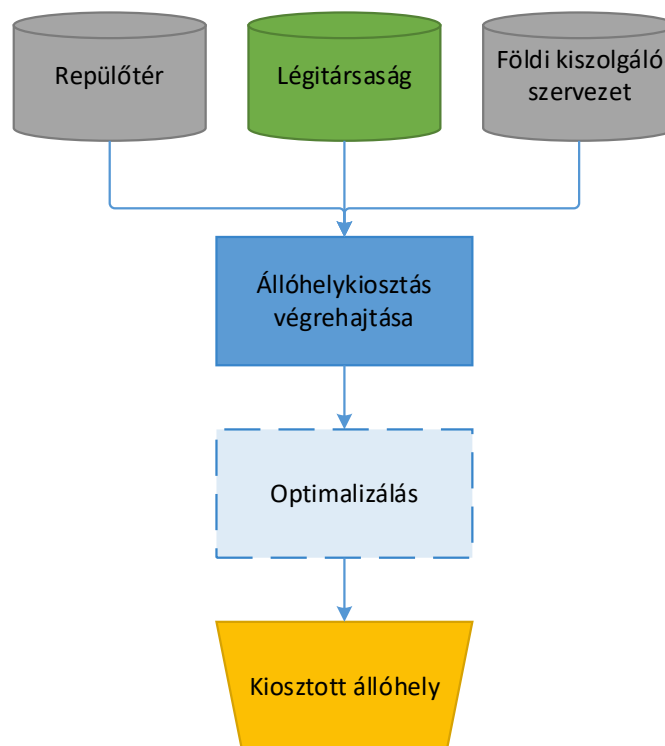 Repülőtér
Légitársaság
Földi kiszolgáló
szervezet
Állóhelykiosztás
végrehajtása
Optimalizálás
Kiosztott állóhely